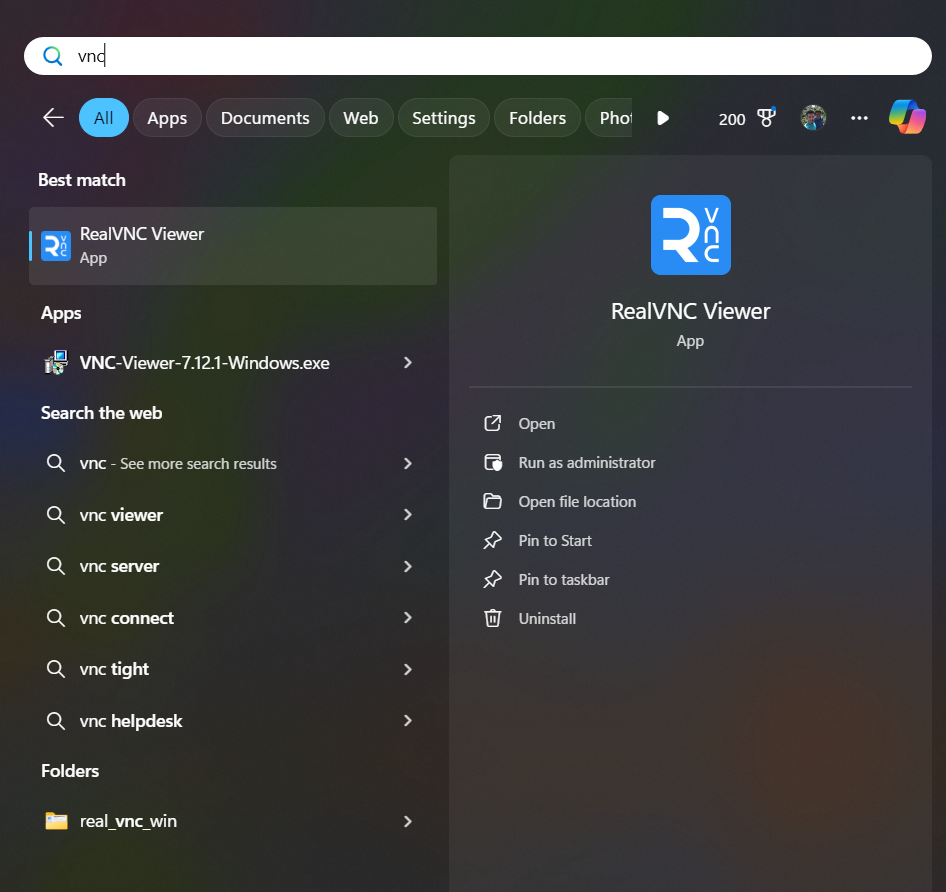 vnc
All
Apps
Documents
Web
Settings
Folders
Phot
200
Best match
RealVNC Viewer
App
Apps
VNC-Viewer-7.12.1-Windows.exe
Search the web
vnc - See more search results
vnc viewer
vnc server
vnc connect
vnc tight
vnc helpdesk
Folders
real_vnc_win
RealVNC Viewer
App
Open
Run as administrator
Open file location
Pin to Start
Pin to taskbar
Uninstall